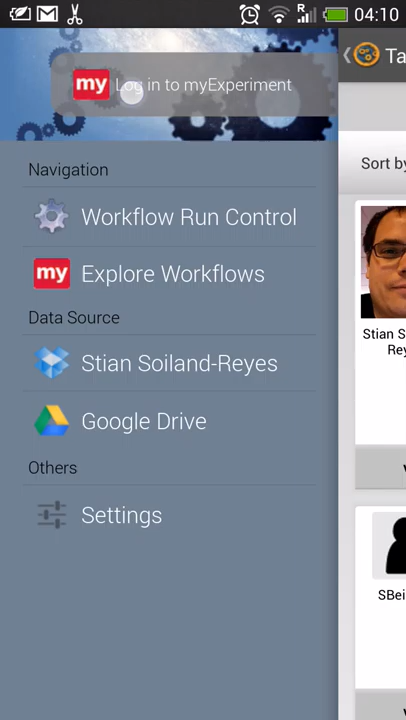 R
04:10
my Log in to myExperiment
Ta
Navigation
Sort by
Workflow Run Control
my Explore Workflows
Data Source
Stian S
Rey
Stian Soiland-Reyes
Google Drive
Others
Settings
SBei